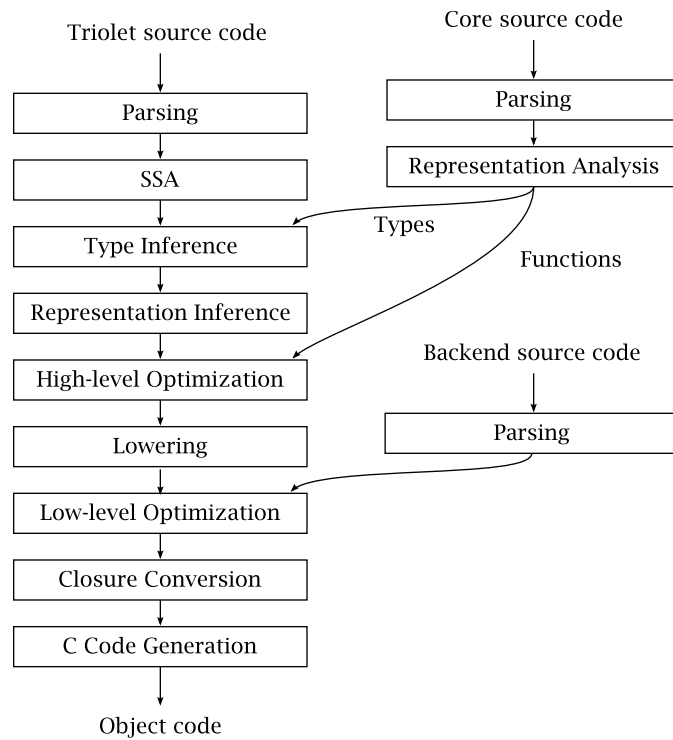 Triolet source code
Core source code
Parsing
Parsing
SSA
Representation Analysis
Types
Type Inference
Functions
Representation Inference
Backend source code
High-level Optimization
Parsing
Lowering
Low-level Optimization
Closure Conversion
C Code Generation
Object code